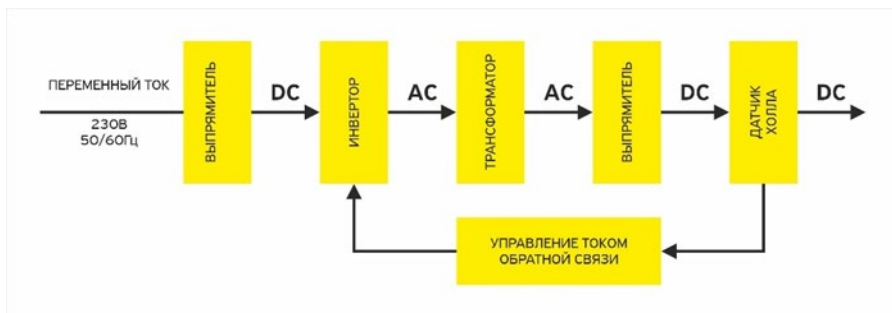 ПЕРЕМЕННЫЙ ТОК
230В
50/60Гц
ВЫПРЯМИТЕЛЬ
DC
ИНВЕРТОР
AC
ТРАНСФОРМАТОР
AC
ВЫПРЯМИТЕЛЬ
DC
ДАТЧИК
ХОЛЛА
DC
УПРАВЛЕНИЕ ТОКОМ
ОБРАТНОЙ СВЯЗИ